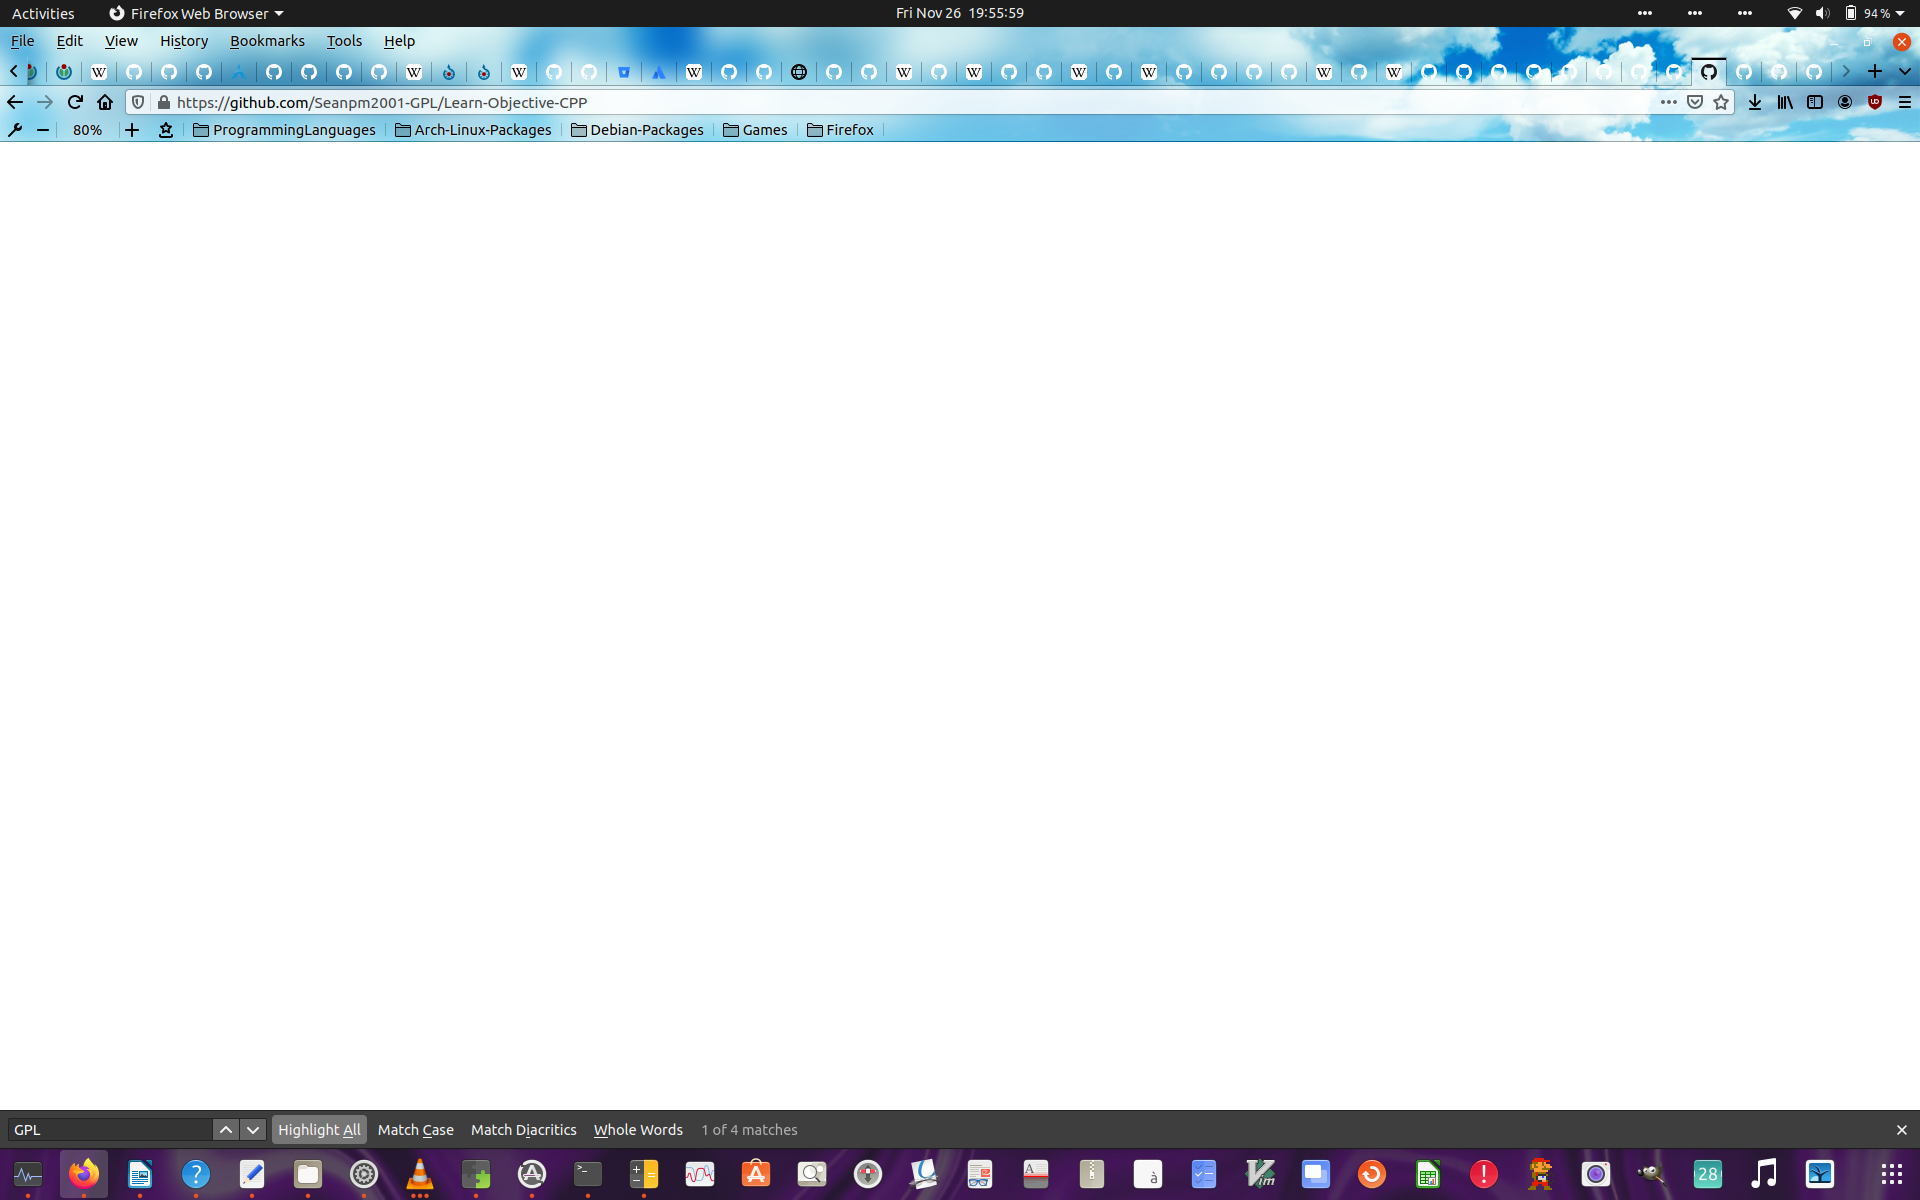 Activities Firefox Web Browser Fri Nov 26 19:55:59 94 %
File Edit View History Bookmarks Tools Help
https://github.com/Seanpm2001-GPL/Learn-Objective-CPP
80% ProgrammingLanguages Arch-Linux-Packages Debian-Packages Games Firefox
GPL Highlight All Match Case Match Diacritics Whole Words 1 of 4 matches
28